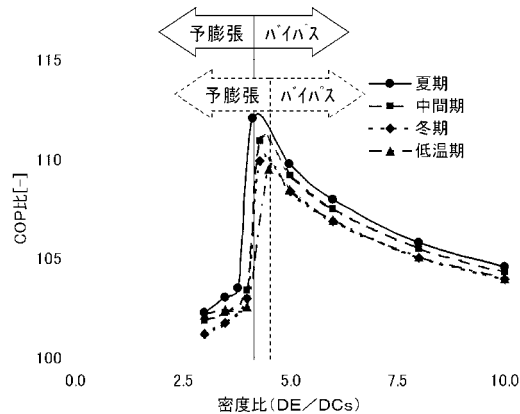 予膨張 バイパス
予膨張 バイパス
115
110
105
100
COP比[-]
夏期
中間期
冬期
低温期
0.0 2.5 5.0 7.5 10.0
密度比(DE/DCs)